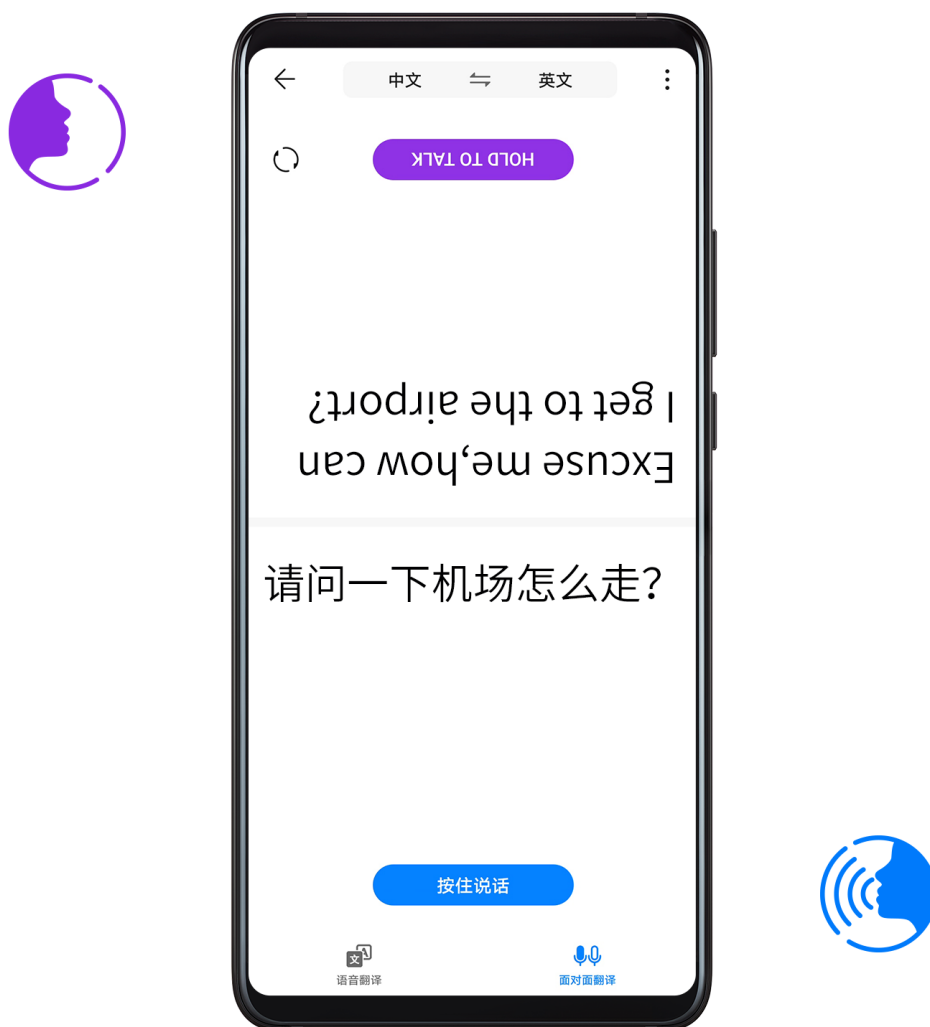 中文 英文
HOLD TO TALK
Excuse me,how can
I get to the airport?
请问一下机场怎么走?
按住说话
语音翻译 面对面翻译